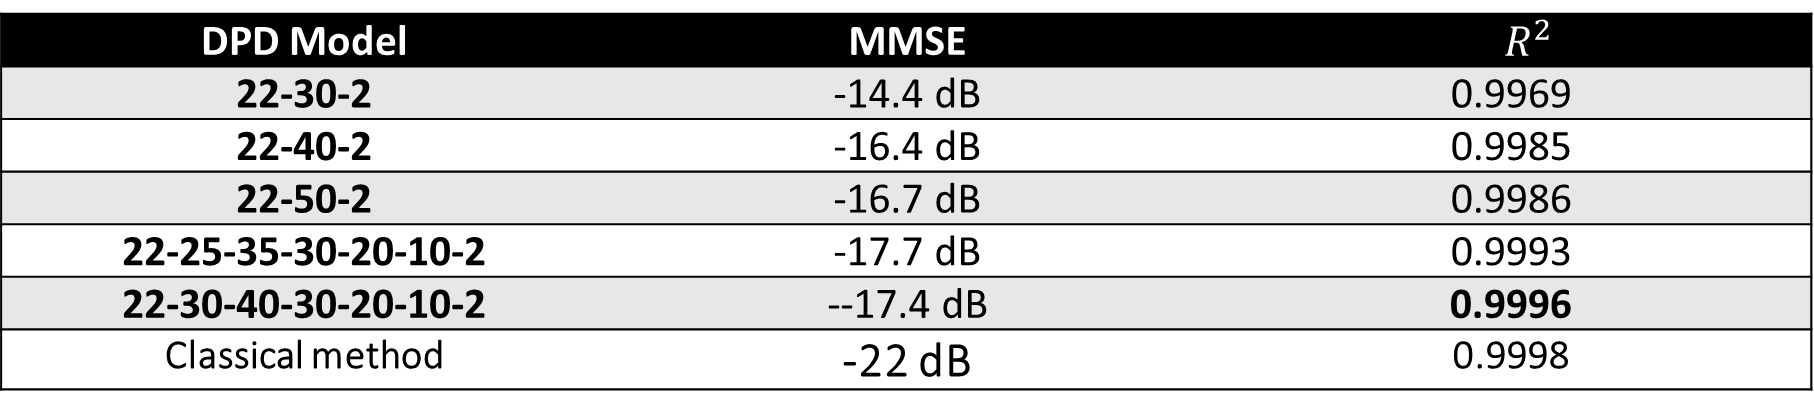 DPD Model MMSE R²
22-30-2 -14.4 dB 0.9969
22-40-2 -16.4 dB 0.9985
22-50-2 -16.7 dB 0.9986
22-25-35-30-20-10-2 -17.7 dB 0.9993
22-30-40-30-20-10-2 --17.4 dB 0.9996
Classical method -22 dB 0.9998